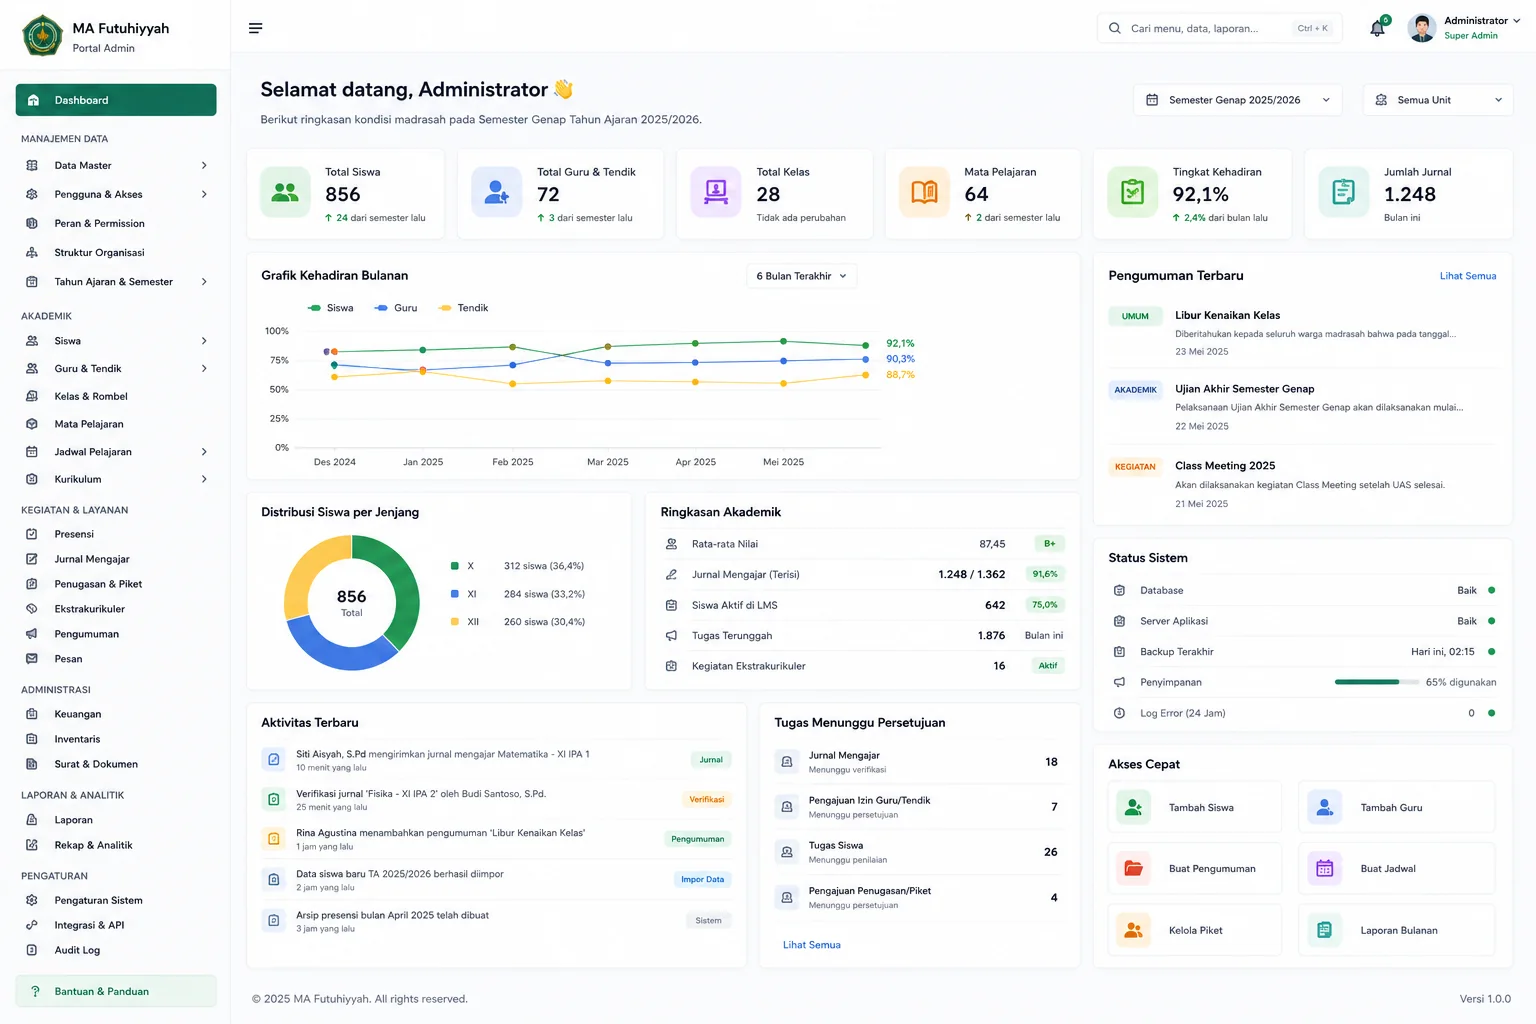 MA Futuhiyyah
Portal Admin
Dashboard
MANAJEMEN DATA
Data Master
Pengguna & Akses
Peran & Permission
Struktur Organisasi
Tahun Ajaran & Semester
AKADEMIK
Siswa
Guru & Tendik
Kelas & Rombel
Mata Pelajaran
Jadwal Pelajaran
Kurikulum
KEGIATAN & LAYANAN
Presensi
Jurnal Mengajar
Penugasan & Piket
Ekstrakurikuler
Pengumuman
Pesan
ADMINISTRASI
Keuangan
Inventaris
Surat & Dokumen
LAPORAN & ANALITIK
Laporan
Rekap & Analitik
PENGATURAN
Pengaturan Sistem
Integrasi & API
Audit Log
? Bantuan & Panduan
Cari menu, data, laporan... Ctrl + K
Administrator
Super Admin
Selamat datang, Administrator 👋
Berikut ringkasan kondisi madrasah pada Semester Genap Tahun Ajaran 2025/2026.
Semester Genap 2025/2026
Semua Unit
Total Siswa
856
↑ 24 dari semester lalu
Total Guru & Tendik
72
↑ 3 dari semester lalu
Total Kelas
28
Tidak ada perubahan
Mata Pelajaran
64
↑ 2 dari semester lalu
Tingkat Kehadiran
92,1%
↑ 2,4% dari bulan lalu
Jumlah Jurnal
1.248
Bulan ini
Grafik Kehadiran Bulanan
6 Bulan Terakhir
Siswa Guru Tendik
100%
75%
50%
25%
0%
92,1%
90,3%
88,7%
Des 2024 Jan 2025 Feb 2025 Mar 2025 Apr 2025 Mei 2025
Pengumuman Terbaru
Lihat Semua
UMUM
Libur Kenaikan Kelas
Diberitahukan kepada seluruh warga madrasah bahwa pada tanggal...
23 Mei 2025
AKADEMIK
Ujian Akhir Semester Genap
Pelaksanaan Ujian Akhir Semester Genap akan dilaksanakan mulai...
22 Mei 2025
KEGIATAN
Class Meeting 2025
Akan dilaksanakan kegiatan Class Meeting setelah UAS selesai.
21 Mei 2025
Distribusi Siswa per Jenjang
856
Total
X 312 siswa (36,4%)
XI 284 siswa (33,2%)
XII 260 siswa (30,4%)
Ringkasan Akademik
Rata-rata Nilai 87,45 B+
Jurnal Mengajar (Terisi) 1.248 / 1.362 91,6%
Siswa Aktif di LMS 642 75,0%
Tugas Terunggah 1.876 Bulan ini
Kegiatan Ekstrakurikuler 16 Aktif
Status Sistem
Database Baik
Server Aplikasi Baik
Backup Terakhir Hari ini, 02:15
Penyimpanan 65% digunakan
Log Error (24 Jam) 0
Aktivitas Terbaru
Siti Aisyah, S.Pd mengirimkan jurnal mengajar Matematika - XI IPA 1
10 menit yang lalu
Jurnal
Verifikasi jurnal 'Fisika - XI IPA 2' oleh Budi Santoso, S.Pd.
25 menit yang lalu
Verifikasi
Rina Agustina menambahkan pengumuman 'Libur Kenaikan Kelas'
1 jam yang lalu
Pengumuman
Data siswa baru TA 2025/2026 berhasil diimpor
2 jam yang lalu
Impor Data
Arsip presensi bulan April 2025 telah dibuat
3 jam yang lalu
Sistem
Tugas Menunggu Persetujuan
Jurnal Mengajar
Menunggu verifikasi
18
Pengajuan Izin Guru/Tendik
Menunggu persetujuan
7
Tugas Siswa
Menunggu penilaian
26
Pengajuan Penugasan/Piket
Menunggu persetujuan
4
Lihat Semua
Akses Cepat
Tambah Siswa
Tambah Guru
Buat Pengumuman
Buat Jadwal
Kelola Piket
Laporan Bulanan
© 2025 MA Futuhiyyah. All rights reserved.
Versi 1.0.0